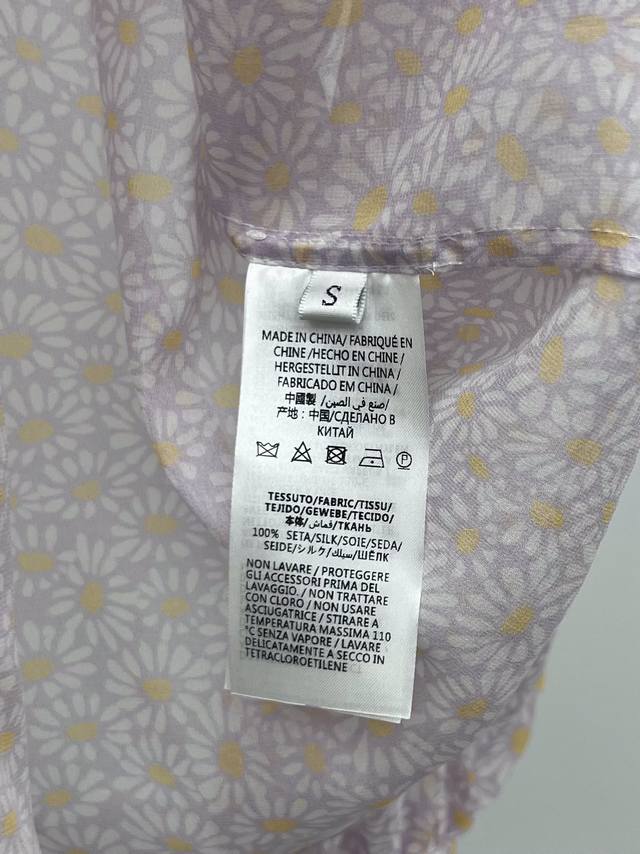 S
MADE IN CHINA/ FABRIQUÉ EN
CHINE /HECHO EN CHINE /
HERGESTELLIT IN CHINA /
FABRICADO EM CHINA /
中國製 /صنع في الصين/
产地：中国/СДЕЛАНО В
КИТАЙ
TESSUTO/FABRIC/TISSU/
TEJIDO/GEWEBE/TECIDO/
本体/قماش/ТКАНЬ
100% SETA/SILK/SOIE/SEDA/
SEIDE/シルク/سيلك/ШЁЛК
NON LAVARE / PROTEGGERE
GLI ACCESSORI PRIMA DEL
LAVAGGIO. / NON TRATTARE
CON CLORO / NON USARE
ASCIUGATRICE / STIRARE A
TEMPERATURA MASSIMA 110
°C SENZA VAPORE / LAVARE
DELICATAMENTE A SECCO IN
TETRACLOROETILENE